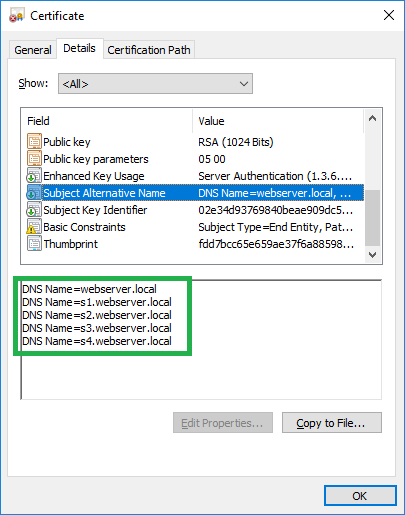 Certificate
General Details Certification Path
Show: <All>
Field Value
Public key RSA (1024 Bits)
Public key parameters 05 00
Enhanced Key Usage Server Authentication (1.3.6....
Subject Alternative Name DNS Name=webserver.local, ...
Subject Key Identifier 02e34d93769840beae909dc5...
Basic Constraints Subject Type=End Entity, Pat...
Thumbprint fdd7bcc65e659ae37f6a88598...
DNS Name=webserver.local
DNS Name=s1.webserver.local
DNS Name=s2.webserver.local
DNS Name=s3.webserver.local
DNS Name=s4.webserver.local
Edit Properties... Copy to File...
OK